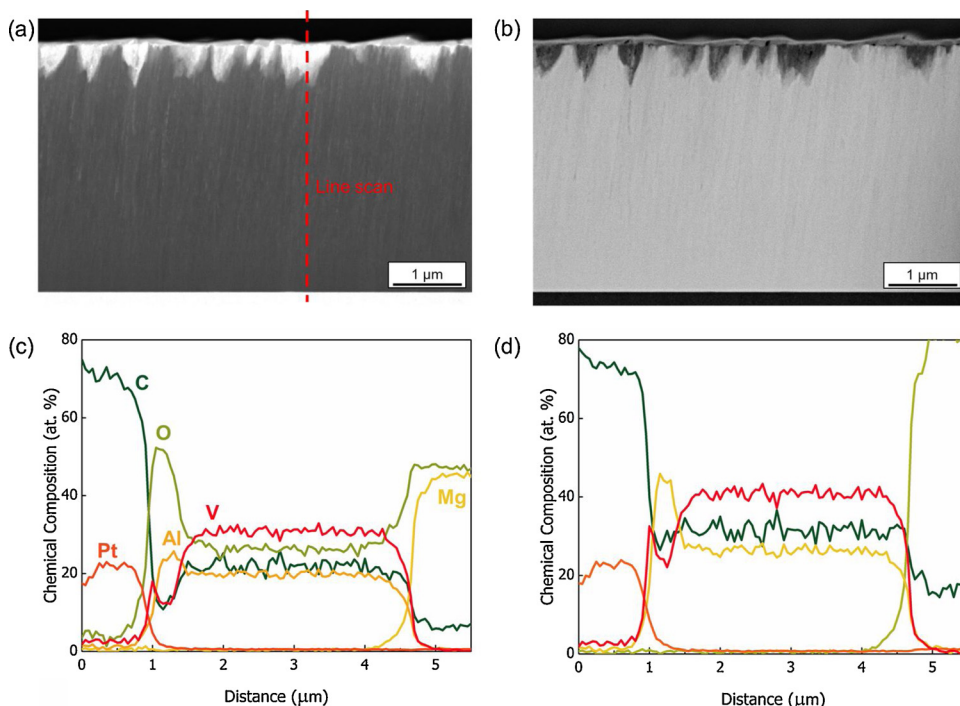 (a)
Line scan
1 μm
(b)
1 μm
(c)
80
60
40
20
0
Chemical Composition (at. %)
C
O
V
Al
Pt
Mg
0
1
2
3
4
5
Distance (μm)
(d)
80
60
40
20
0
Chemical Composition (at. %)
0
1
2
3
4
5
Distance (μm)